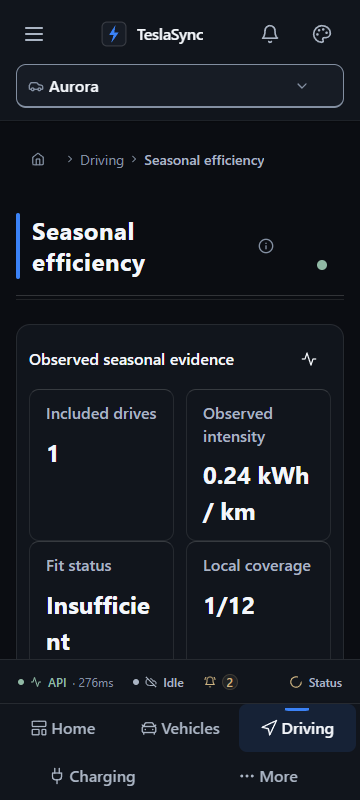 TeslaSync
Aurora
Driving
Seasonal efficiency
Seasonal
efficiency
Observed seasonal evidence
Included drives
1
Observed
intensity
0.24 kWh
/ km
Fit status
Insufficie
nt
Local coverage
1/12
API · 276ms
Idle
2
Status
Home
Vehicles
Driving
Charging
More